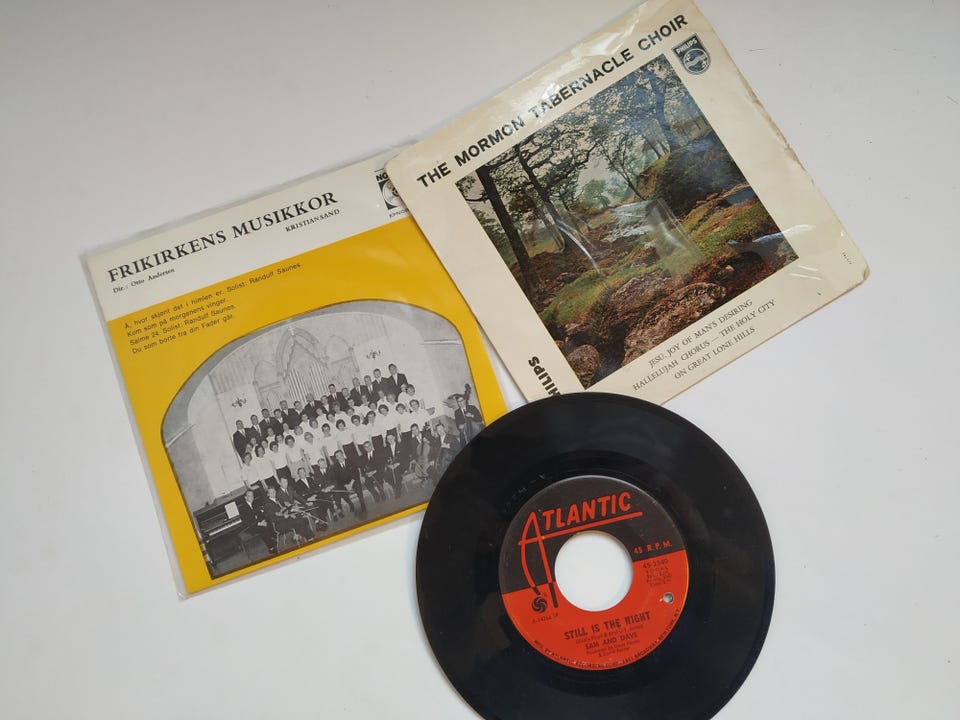 THE MORMON TABERNACLE CHOIR
PHILIPS
JESU, JOY OF MAN'S DESIRING
HALLELUJAH CHORUS — THE HOLY CITY
ON GREAT LONE HILLS
PHILIPS
FRIKIRKENS MUSIKKOR
KRISTIANSAND
Dir.: Otto Andersen
Å, hvor skjønt det i himlen er. Solist: Randulf Saunes.
Kom som på morgenens vinger.
Salme 24. Solist: Randulf Saunes.
Du som borte fra din Fader går.
ATLANTIC
45 R.P.M.
45-2540
STILL IS THE NIGHT
SAM AND DAVE